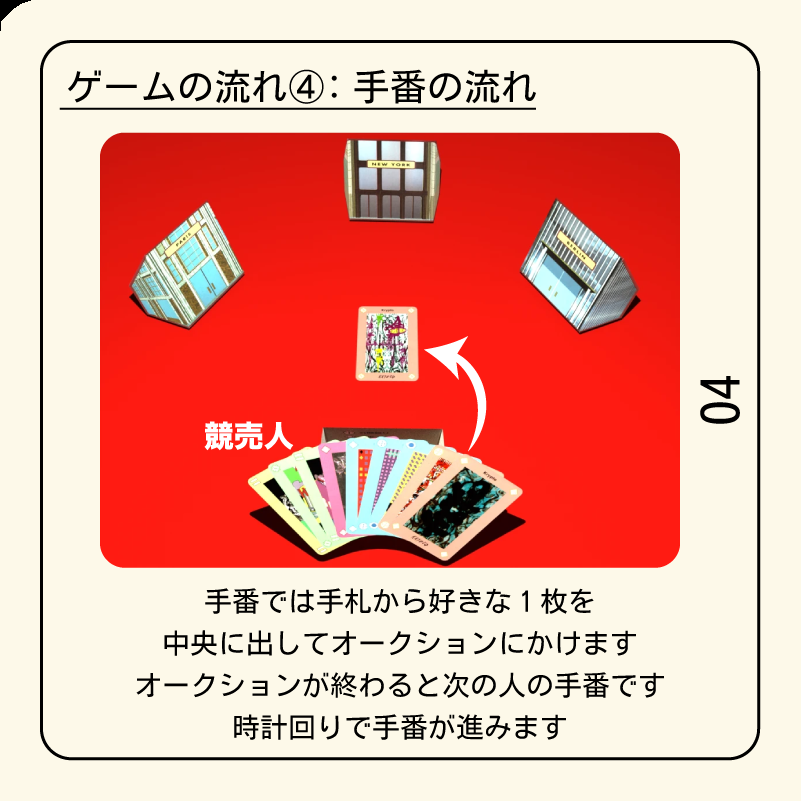 ゲームの流れ④: 手番の流れ
NEW YORK
PARIS
BERLIN
競売人
04
手番では手札から好きな1枚を
中央に出してオークションにかけます
オークションが終わると次の人の手番です
時計回りで手番が進みます